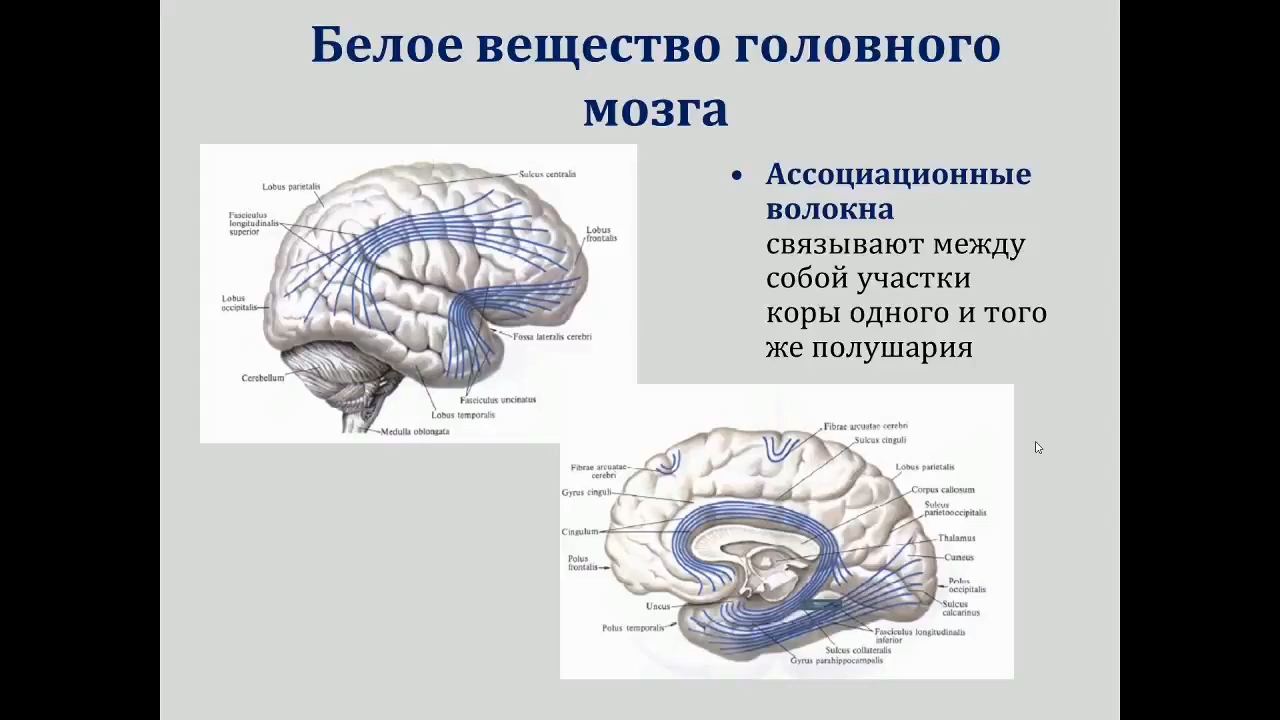 Белое вещество головного
мозга
Sulcus centralis
Lobus parietalis
Fasciculus
longitudinalis
superior
Lobus
frontalis
Lobus
occipitalis
Fossa lateralis cerebri
Cerebellum
Fasciculus uncinatus
Lobus temporalis
Medulla oblongata
• Ассоциационные
волокна
связывают между
собой участки
коры одного и того
же полушария
Fibrae arcuatae cerebri
Sulcus cinguli
Fibrae arcuatae
cerebri
Lobus parietalis
Gyrus cinguli
Corpus callosum
Sulcus
parietooccipitalis
Cingulum
Thalamus
Cuneus
Polus
frontalis
Polus
occipitalis
Uncus
Sulcus
calcarinus
Polus temporalis
Fasciculus longitudinalis
inferior
Sulcus collateralis
Gyrus parahippocampalis